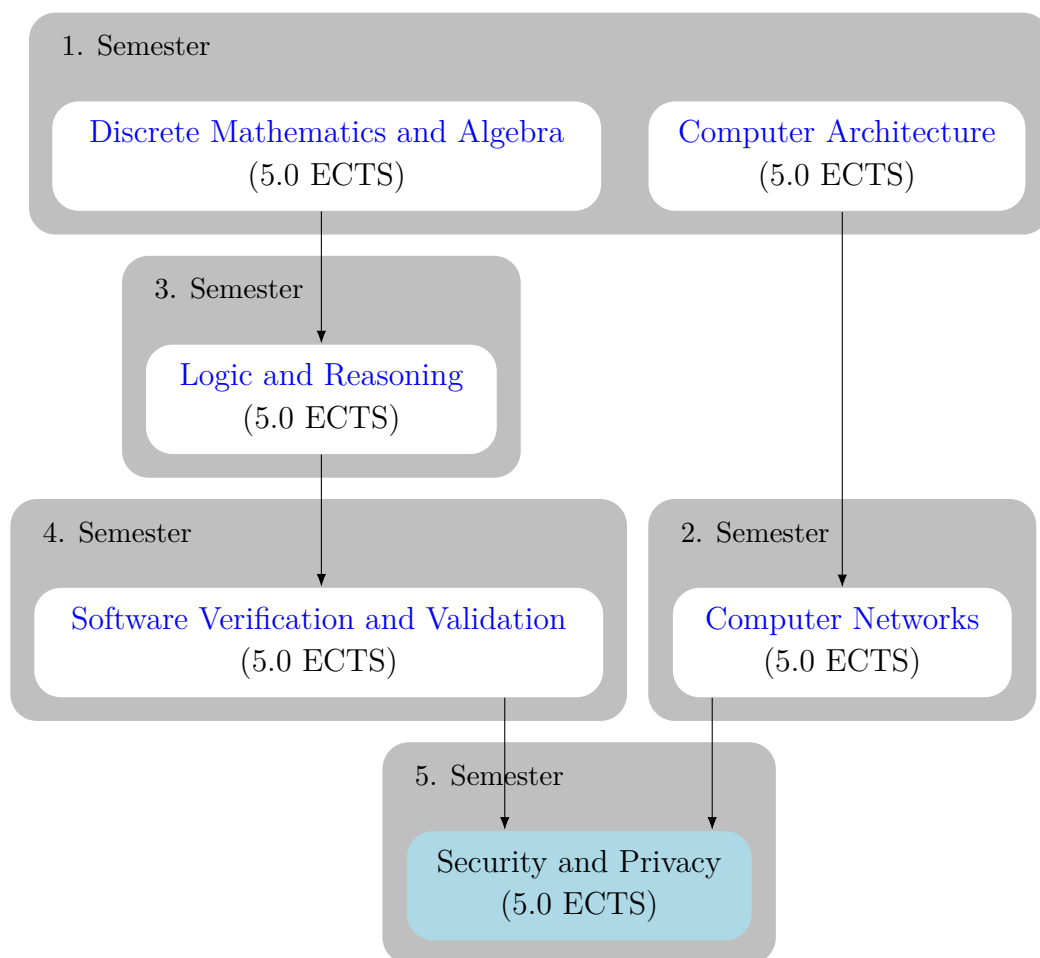 1. Semester
Discrete Mathematics and Algebra
(5.0 ECTS)
Computer Architecture
(5.0 ECTS)
3. Semester
Logic and Reasoning
(5.0 ECTS)
4. Semester
Software Verification and Validation
(5.0 ECTS)
2. Semester
Computer Networks
(5.0 ECTS)
5. Semester
Security and Privacy
(5.0 ECTS)